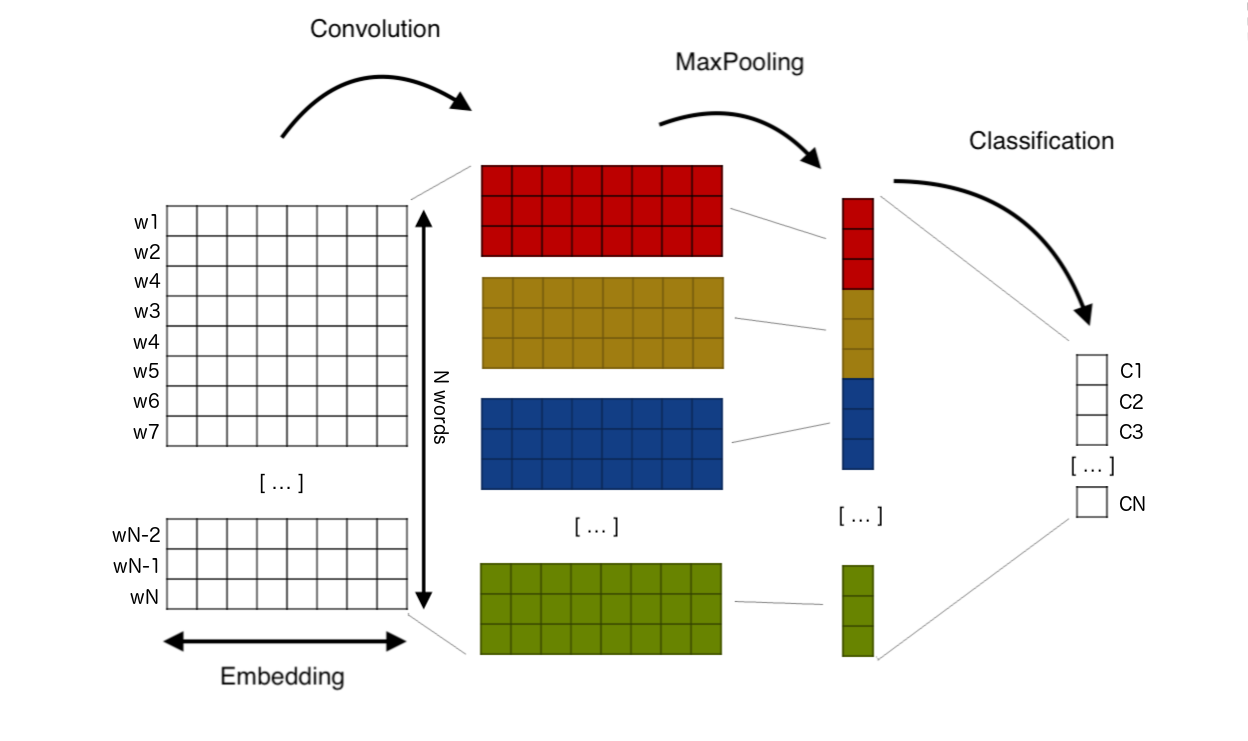 Convolution
MaxPooling
Classification
w1
w2
w4
w3
w4
w5
w6
w7
[ ... ]
wN-2
wN-1
wN
N words
Embedding
[ ... ]
[ ... ]
C1
C2
C3
[ ... ]
CN